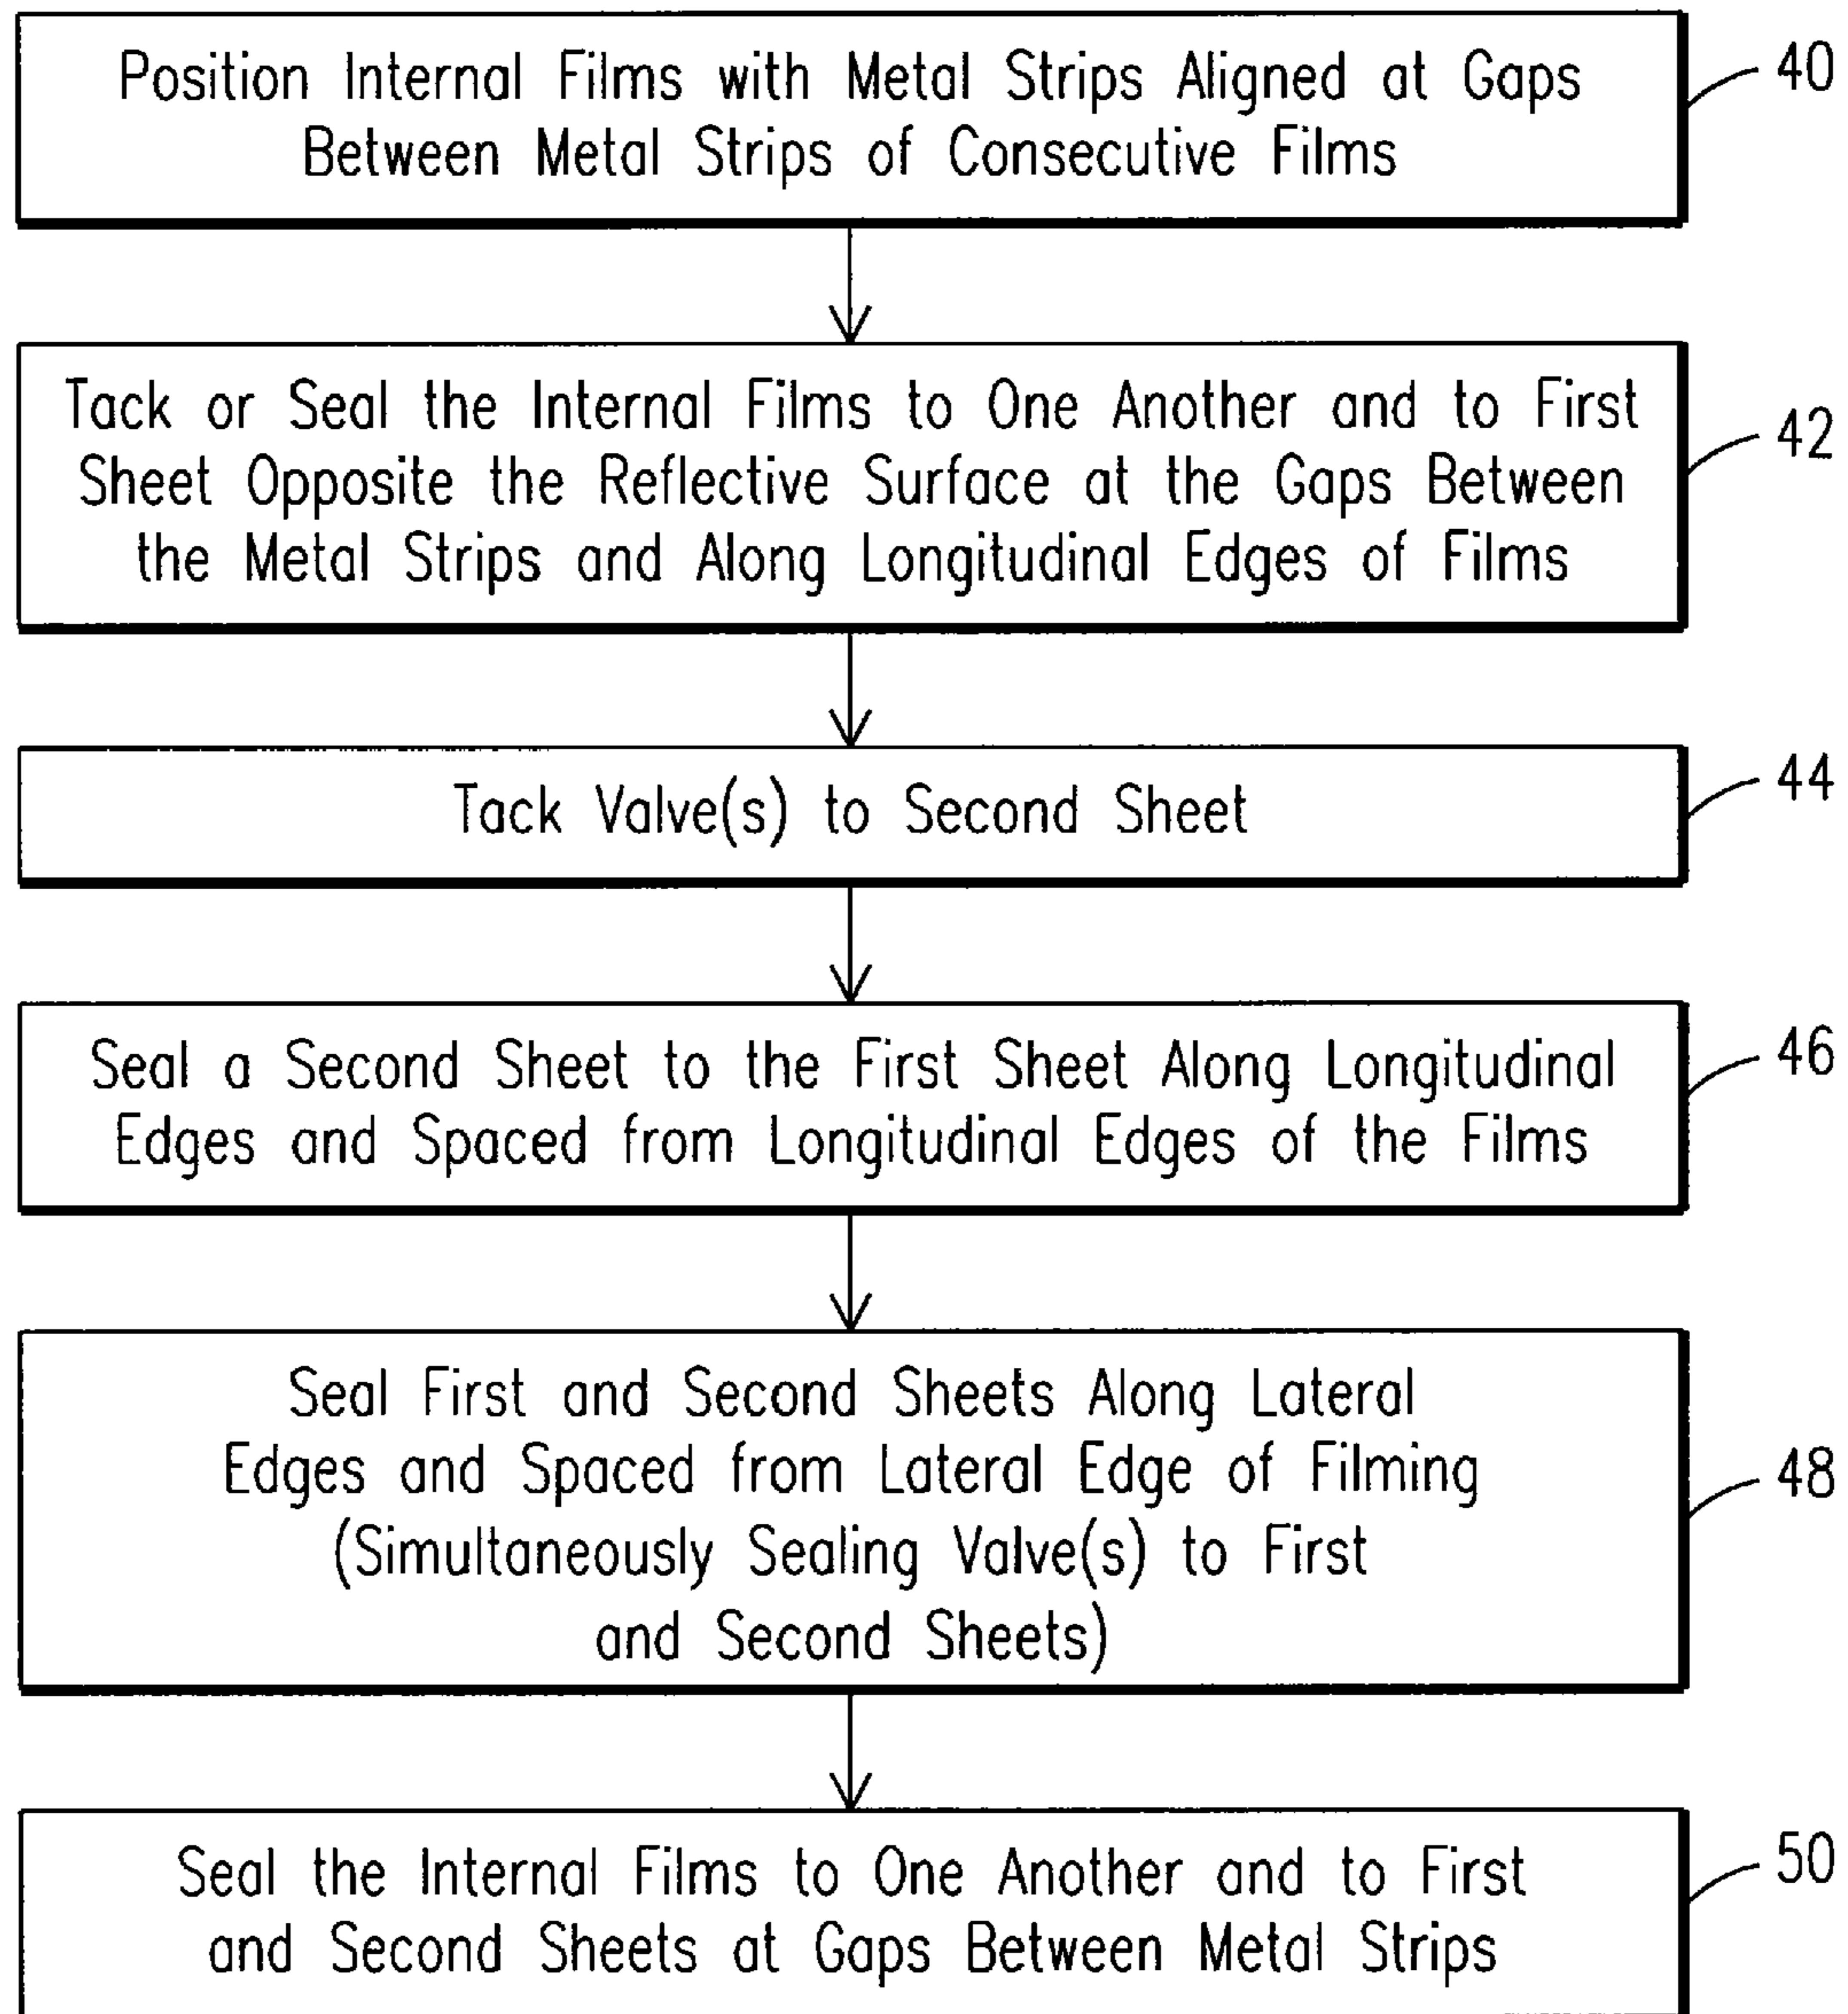 Position Internal Films with Metal Strips Aligned at Gaps
Between Metal Strips of Consecutive Films
40
Tack or Seal the Internal Films to One Another and to First
Sheet Opposite the Reflective Surface at the Gaps Between
the Metal Strips and Along Longitudinal Edges of Films
42
Tack Valve(s) to Second Sheet
44
Seal a Second Sheet to the First Sheet Along Longitudinal
Edges and Spaced from Longitudinal Edges of the Films
46
Seal First and Second Sheets Along Lateral
Edges and Spaced from Lateral Edge of Filming
(Simultaneously Sealing Valve(s) to First
and Second Sheets)
48
Seal the Internal Films to One Another and to First
and Second Sheets at Gaps Between Metal Strips
50